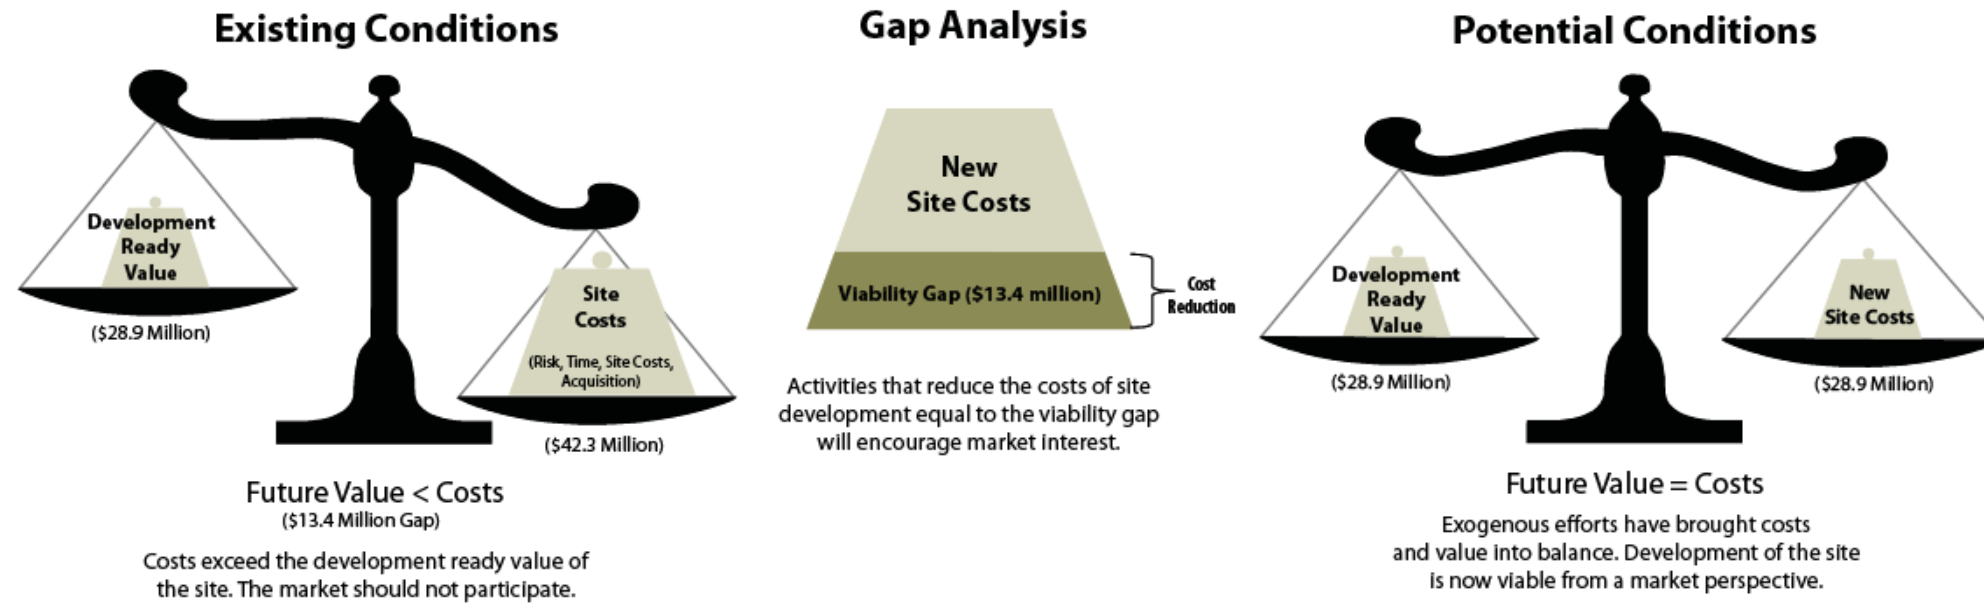 Existing Conditions
Development
Ready
Value
($28.9 Million)
Site
Costs
(Risk, Time, Site Costs,
Acquisition)
($42.3 Million)
Future Value < Costs
($13.4 Million Gap)
Costs exceed the development ready value of
the site. The market should not participate.
Gap Analysis
New
Site Costs
Viability Gap ($13.4 million)
Cost
Reduction
Activities that reduce the costs of site
development equal to the viability gap
will encourage market interest.
Potential Conditions
Development
Ready
Value
($28.9 Million)
New
Site Costs
($28.9 Million)
Future Value = Costs
Exogenous efforts have brought costs
and value into balance. Development of the site
is now viable from a market perspective.